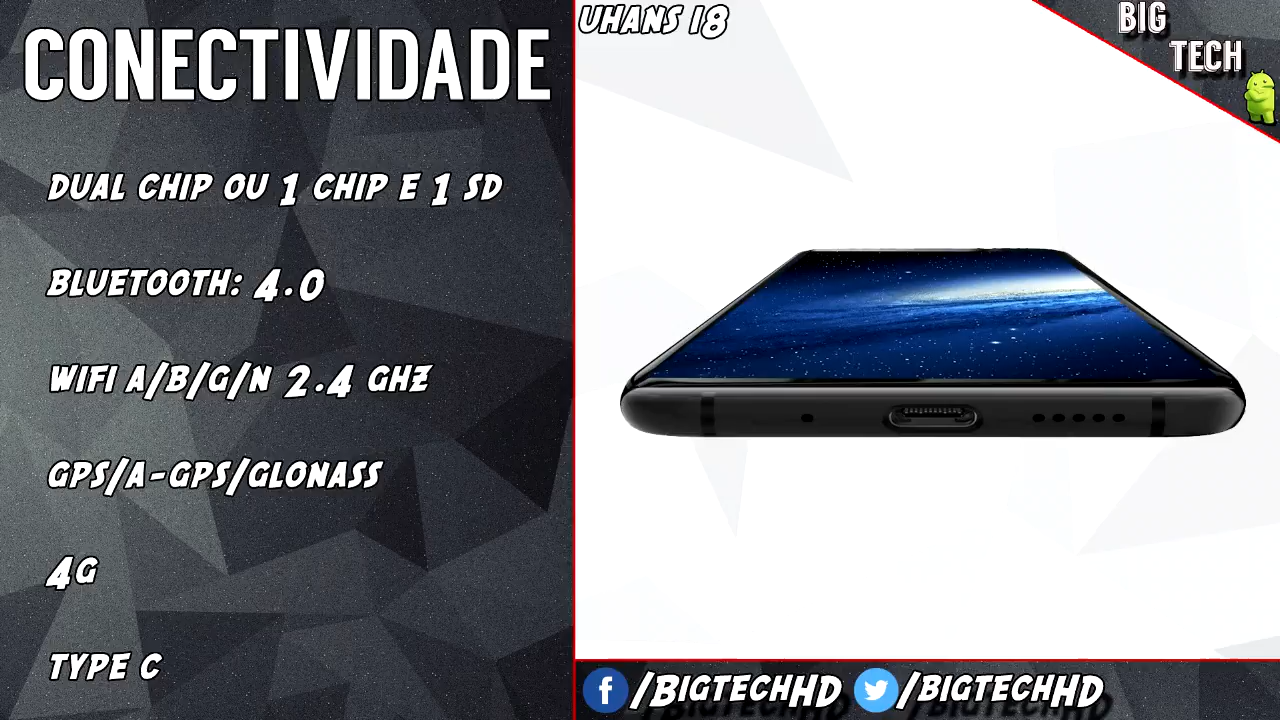 CONECTIVIDADE
DUAL CHIP OU 1 CHIP E 1 SD
BLUETOOTH: 4.0
WIFI A/B/G/N 2.4 GHZ
GPS/A-GPS/GLONASS
4G
TYPE C
UHANS I8
BIG
TECH
/BIGTECHHD
/BIGTECHHD